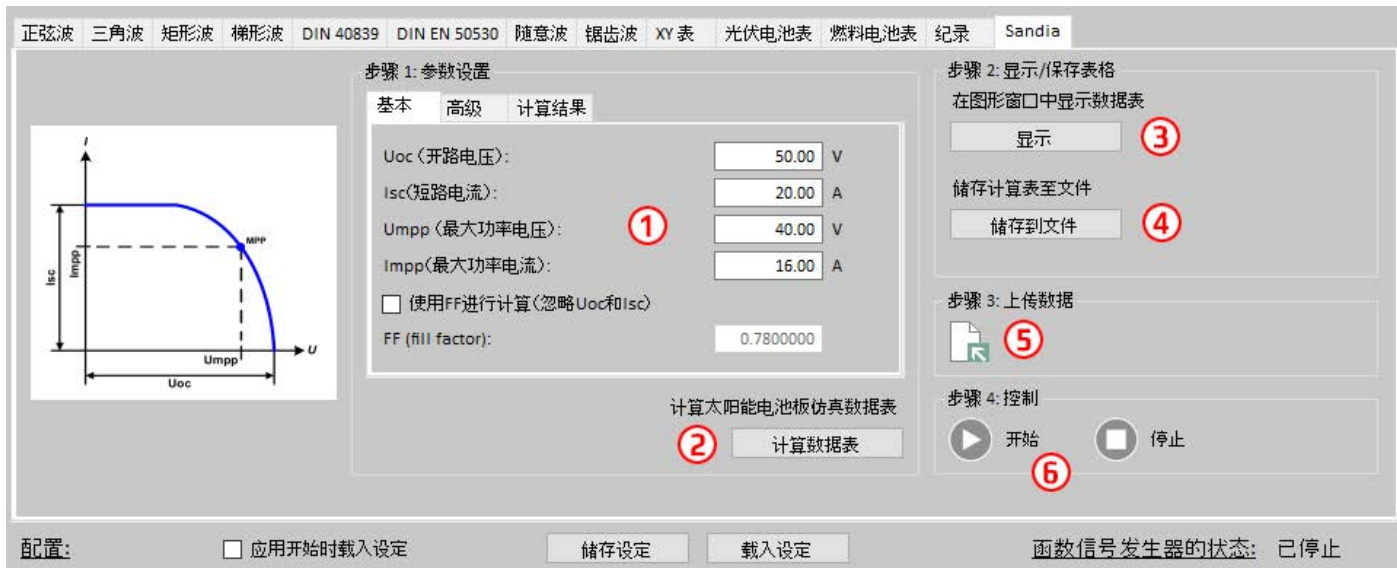 正弦波 三角波 矩形波 梯形波 DIN 40839 DIN EN 50530 随意波 锯齿波 XY 表 光伏电池表 燃料电池表 纪录 Sandia
I
Isc
Impp
MPP
Umpp
U
Uoc
步骤 1: 参数设置
基本 高级 计算结果
Uoc (开路电压): 50.00 V
Isc(短路电流): 20.00 A
Umpp (最大功率电压): 40.00 V
Impp(最大功率电流): 16.00 A
①
使用FF进行计算(忽略Uoc和Isc)
FF (fill factor): 0.7800000
计算太阳能电池板仿真数据表
② 计算数据表
步骤 2: 显示/保存表格
在图形窗口中显示数据表
显示 ③
储存计算表至文件
储存到文件 ④
步骤 3: 上传数据
⑤
步骤 4: 控制
开始 停止
⑥
配置: 应用开始时载入设定 储存设定 载入设定 函数信号发生器的状态: 已停止